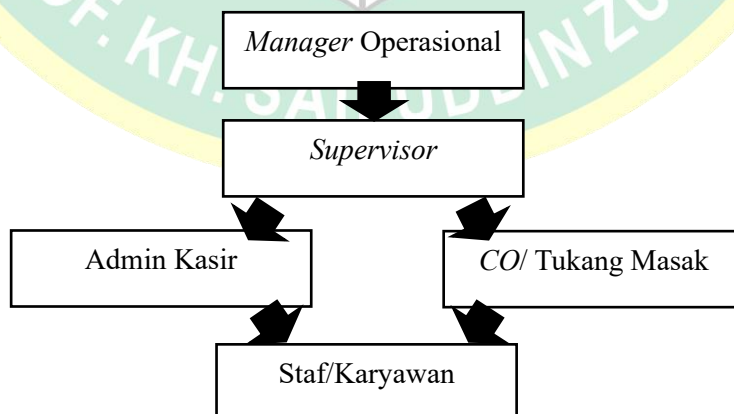 Manager Operasional
Supervisor
Admin Kasir
CO/ Tukang Masak
Staf/Karyawan